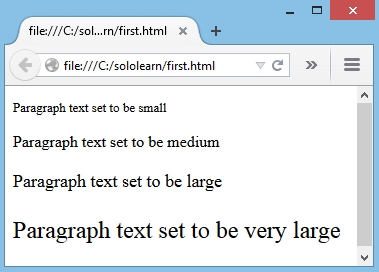 file:///C:/sol...rn/first.html
file:///C:/sololearn/first.html
Paragraph text set to be small
Paragraph text set to be medium
Paragraph text set to be large
Paragraph text set to be very large